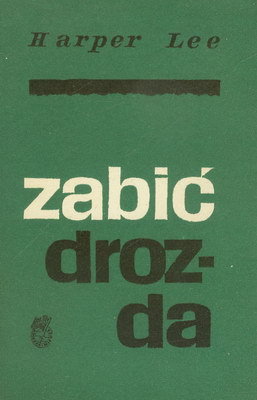 Harper Lee
zabić
droz-
da